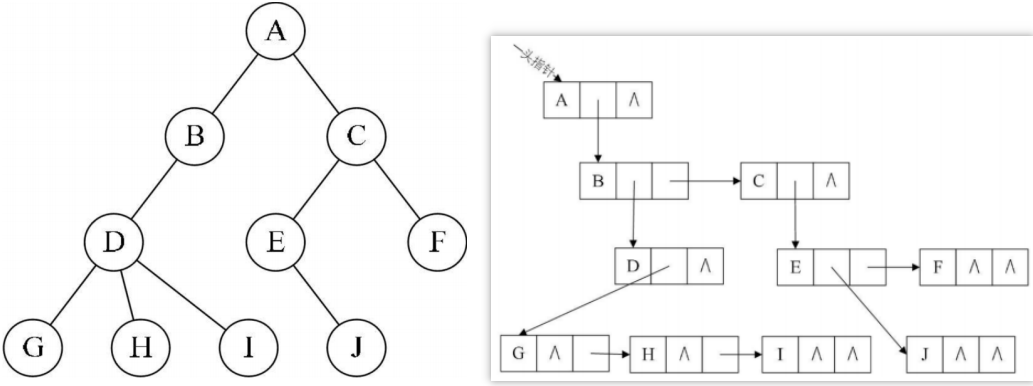 A
B C
D E F
G H I J
头指针
A ∧
B C ∧
D ∧ E F ∧ ∧
G ∧ H ∧ I ∧ ∧ J ∧ ∧